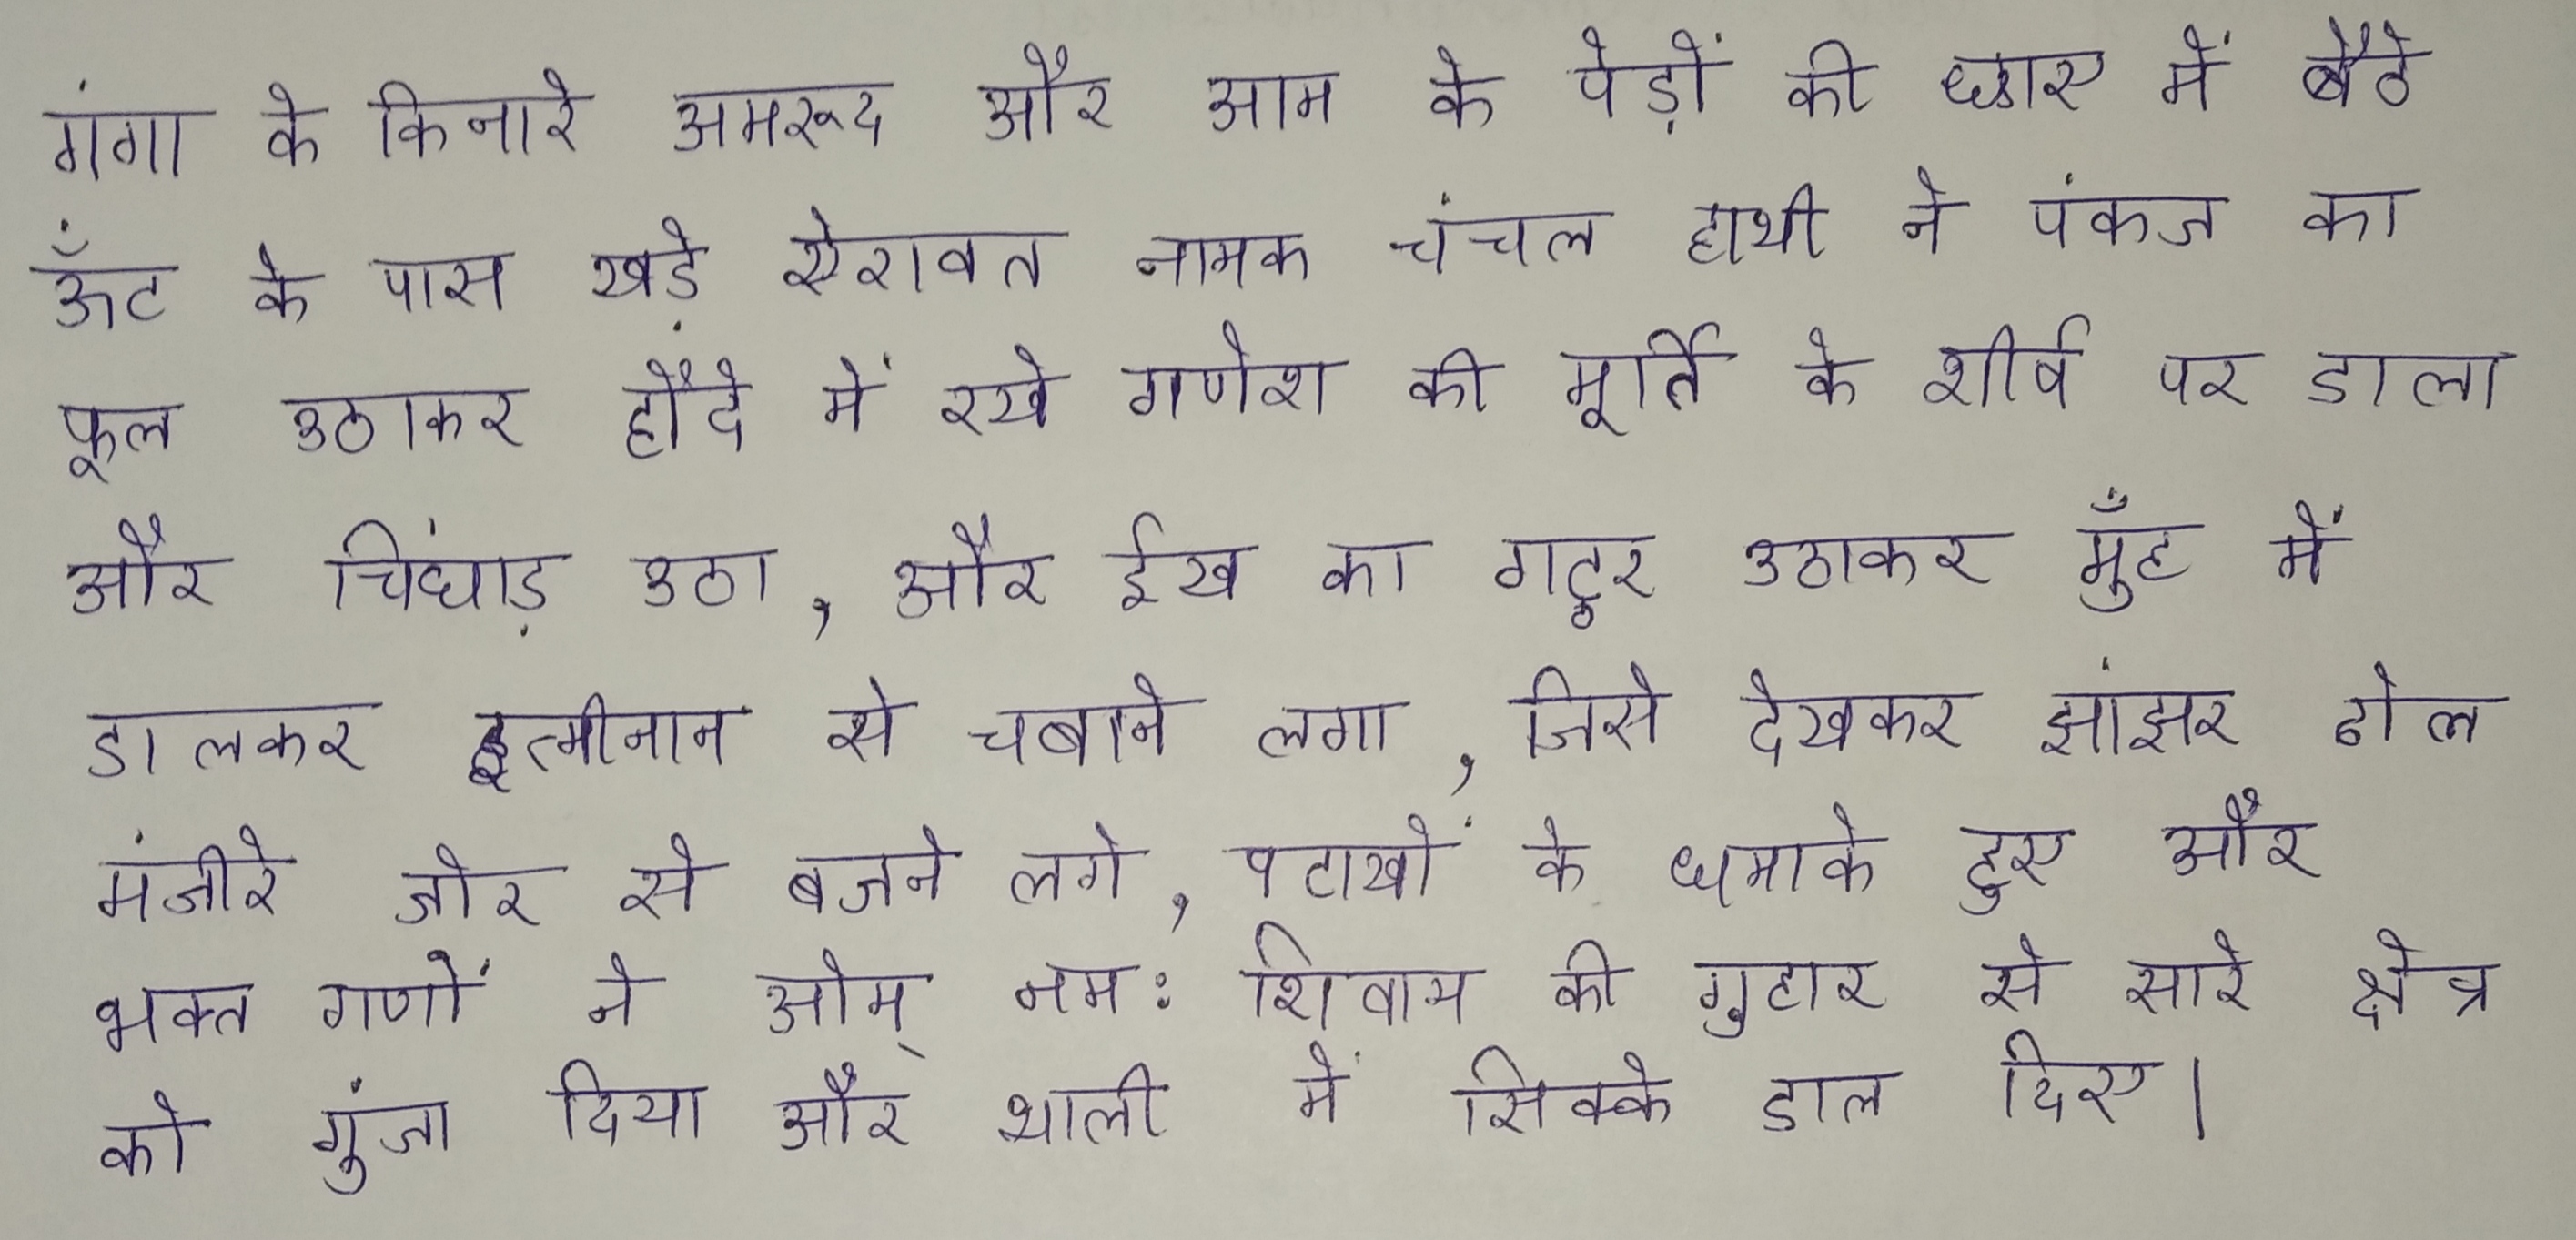 गंगा के किनारे अमरूद और आम के पेड़ों की छाए में बैठे
ऊँट के पास खड़े ऐरावत नामक चंचल हाथी ने पंकज का
फूल उठाकर हौदे में रखे गणेश की मूर्ति के शीर्ष पर डाला
और चिंघाड़ उठा, और ईख का गट्ठर उठाकर मुँह में
डालकर इत्मीनान से चबाने लगा, जिसे देखकर झांझर ढोल
मंजीरे जोर से बजने लगे, पटाखों के धमाके हुए और
भक्त गणों ने ओम् नम: शिवाय की गुहार से सारे क्षेत्र
को गुंजा दिया और थाली में सिक्के डाल दिए।